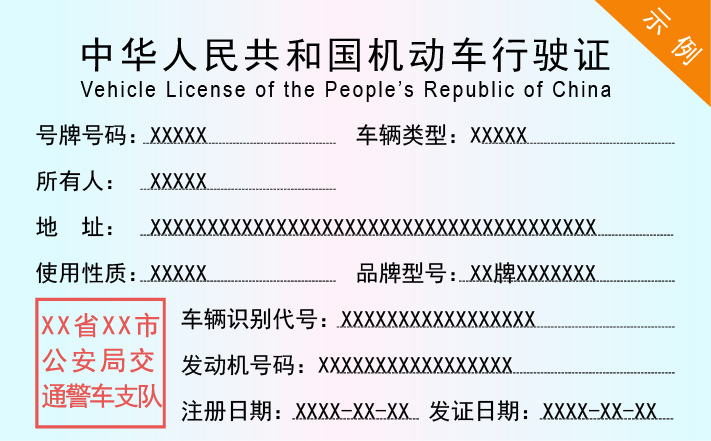 示例
中华人民共和国机动车行驶证
Vehicle License of the People's Republic of China
号牌号码：XXXXX 车辆类型：XXXXX
所有人：XXXXX
地 址：XXXXXXXXXXXXXXXXXXXXXXXXXXXXXXXXXXXXXXX
使用性质：XXXXX 品牌型号：XX牌XXXXXXX
XX省XX市
公安局交
通警车支队
车辆识别代号：XXXXXXXXXXXXXXXXX
发动机号码：XXXXXXXXXXXXXXXXX
注册日期：XXXX-XX-XX 发证日期：XXXX-XX-XX